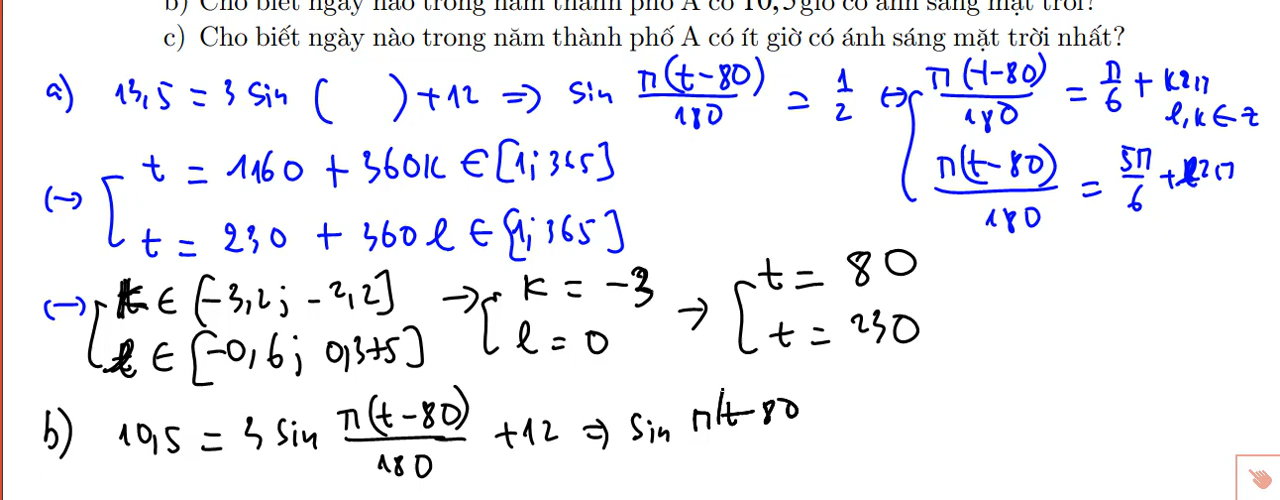 b) Cho biết ngày nào trong năm thành phố A có 10,5 giờ có ánh sáng mặt trời?
c) Cho biết ngày nào trong năm thành phố A có ít giờ có ánh sáng mặt trời nhất?
a) 13,5 = 3 sin ( ) + 12 => sin π(t-80)/180 = 1/2 <=> [ π(t-80)/180 = π/6 + k2π
l, k ∈ Z
π(t-80)/180 = 5π/6 + l2π
<=> [ t = 1160 + 360k ∈ [1; 365]
t = 230 + 360l ∈ [1; 365]
<=> [ k ∈ [-3,2; -2,2] -> [ k = -3 -> [ t = 80
l ∈ [-0,6; 0,375] l = 0 t = 230
b) 10,5 = 3 sin π(t-80)/180 + 12 => sin π(t-80